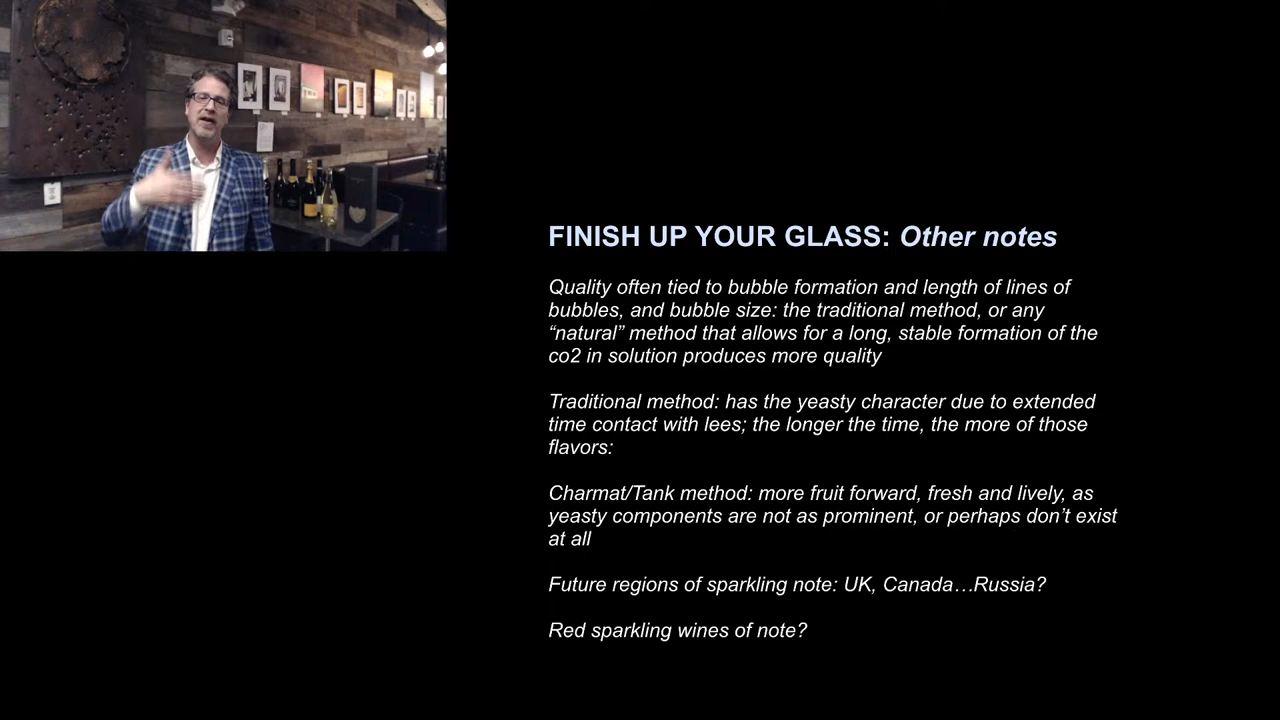 FINISH UP YOUR GLASS: Other notes
Quality often tied to bubble formation and length of lines of
bubbles, and bubble size: the traditional method, or any
“natural” method that allows for a long, stable formation of the
co2 in solution produces more quality
Traditional method: has the yeasty character due to extended
time contact with lees; the longer the time, the more of those
flavors:
Charmat/Tank method: more fruit forward, fresh and lively, as
yeasty components are not as prominent, or perhaps don’t exist
at all
Future regions of sparkling note: UK, Canada…Russia?
Red sparkling wines of note?